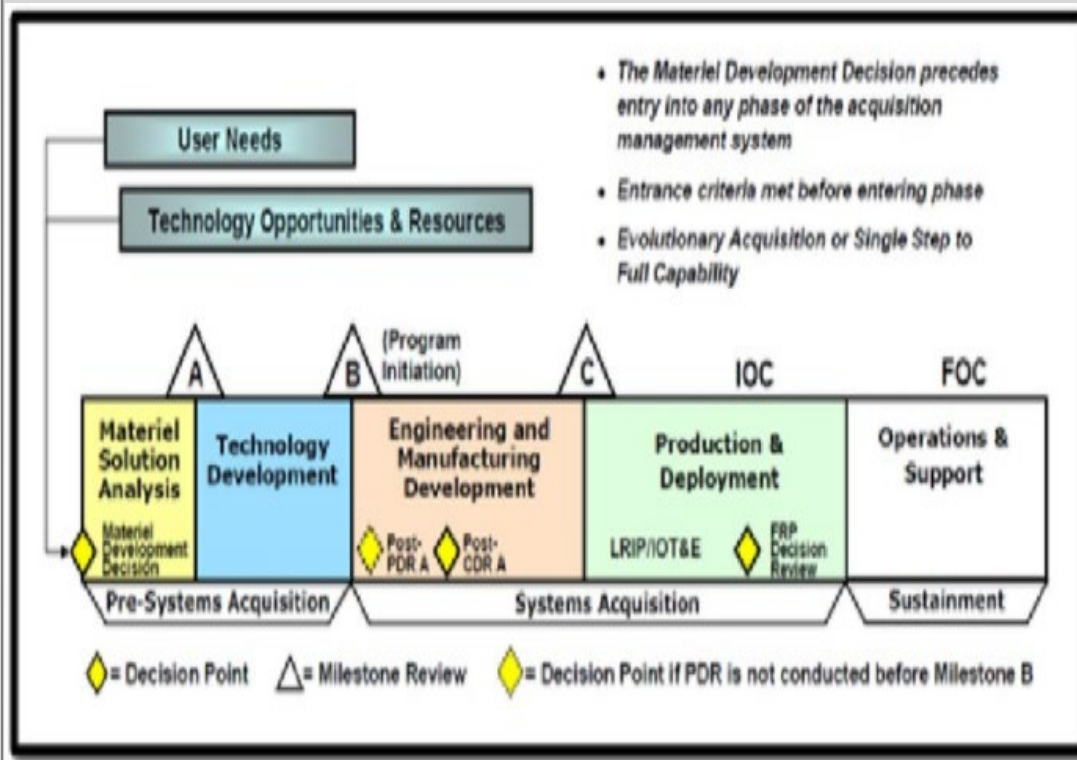 • The Materiel Development Decision precedes
entry into any phase of the acquisition
management system
• Entrance criteria met before entering phase
• Evolutionary Acquisition or Single Step to
Full Capability
User Needs
Technology Opportunities & Resources
A
B
(Program
Initiation)
C
IOC
FOC
Materiel
Solution
Analysis
Technology
Development
Engineering and
Manufacturing
Development
Production &
Deployment
Operations &
Support
Materiel
Development
Decision
Post-
PDR A
Post-
CDR A
LRIP/IOT&E
FRP
Decision
Review
Pre-Systems Acquisition
Systems Acquisition
Sustainment
= Decision Point
= Milestone Review
= Decision Point if PDR is not conducted before Milestone B